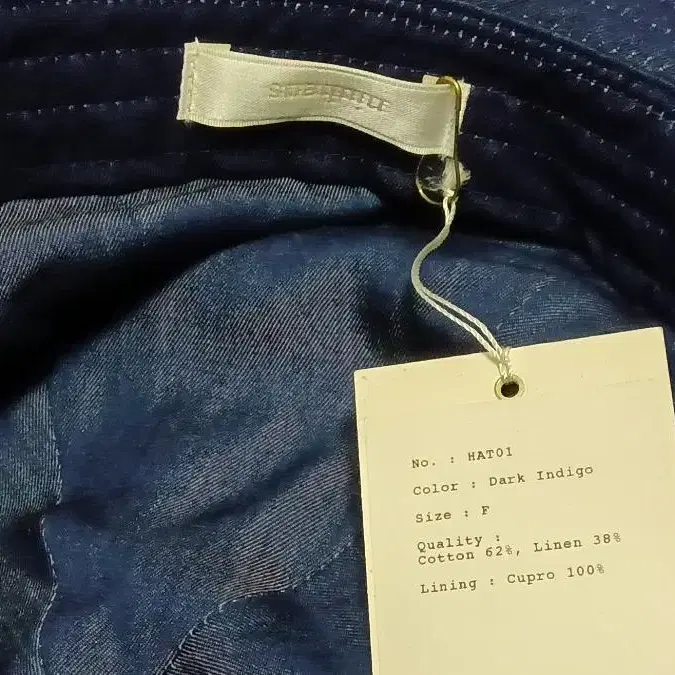 No. : HAT01
Color : Dark Indigo
Size : F
Quality :
Cotton 62%, Linen 38%
Lining : Cupro 100%